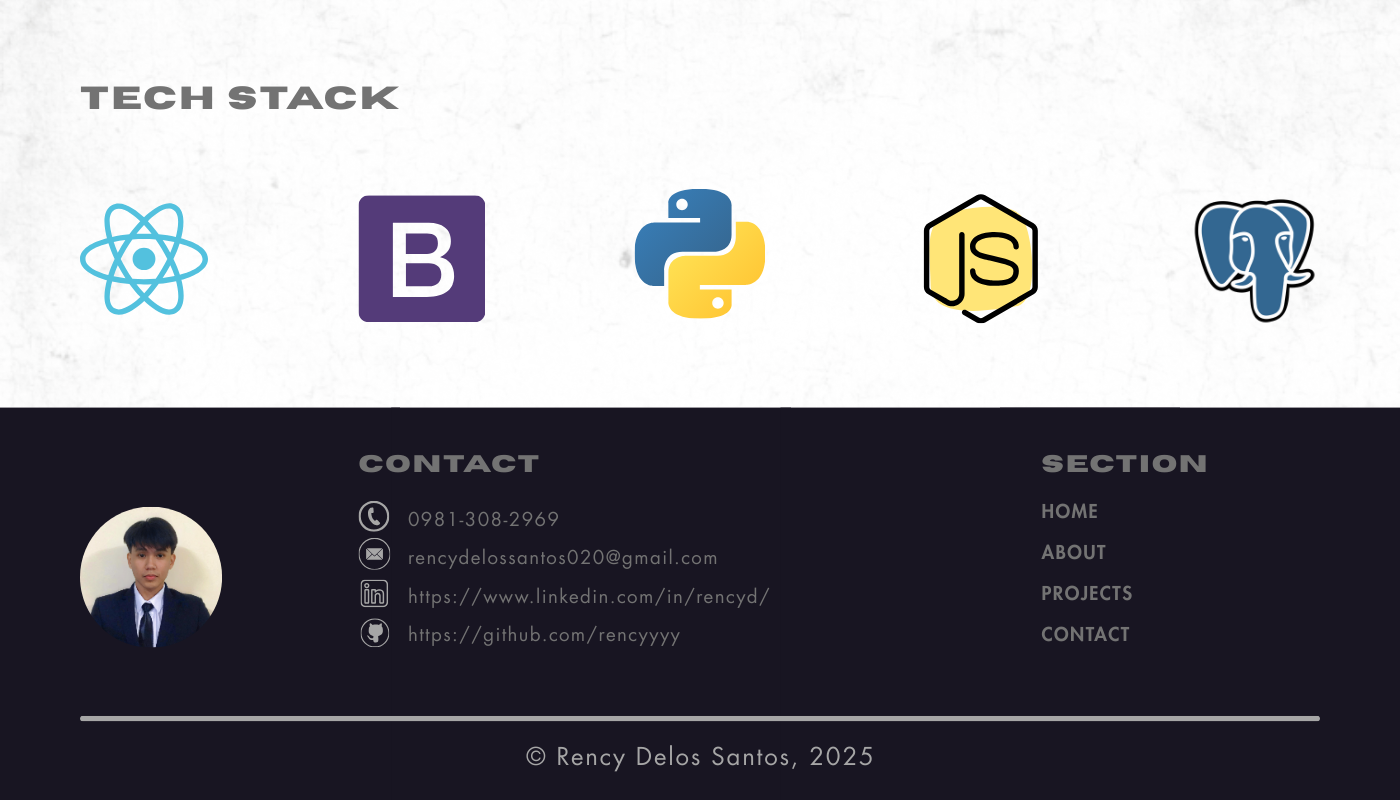 TECH STACK
B
JS
CONTACT
0981-308-2969
rencydelossantos020@gmail.com
in
https://www.linkedin.com/in/rencyd/
https://github.com/rencyyyy
SECTION
HOME
ABOUT
PROJECTS
CONTACT
© Rency Delos Santos, 2025